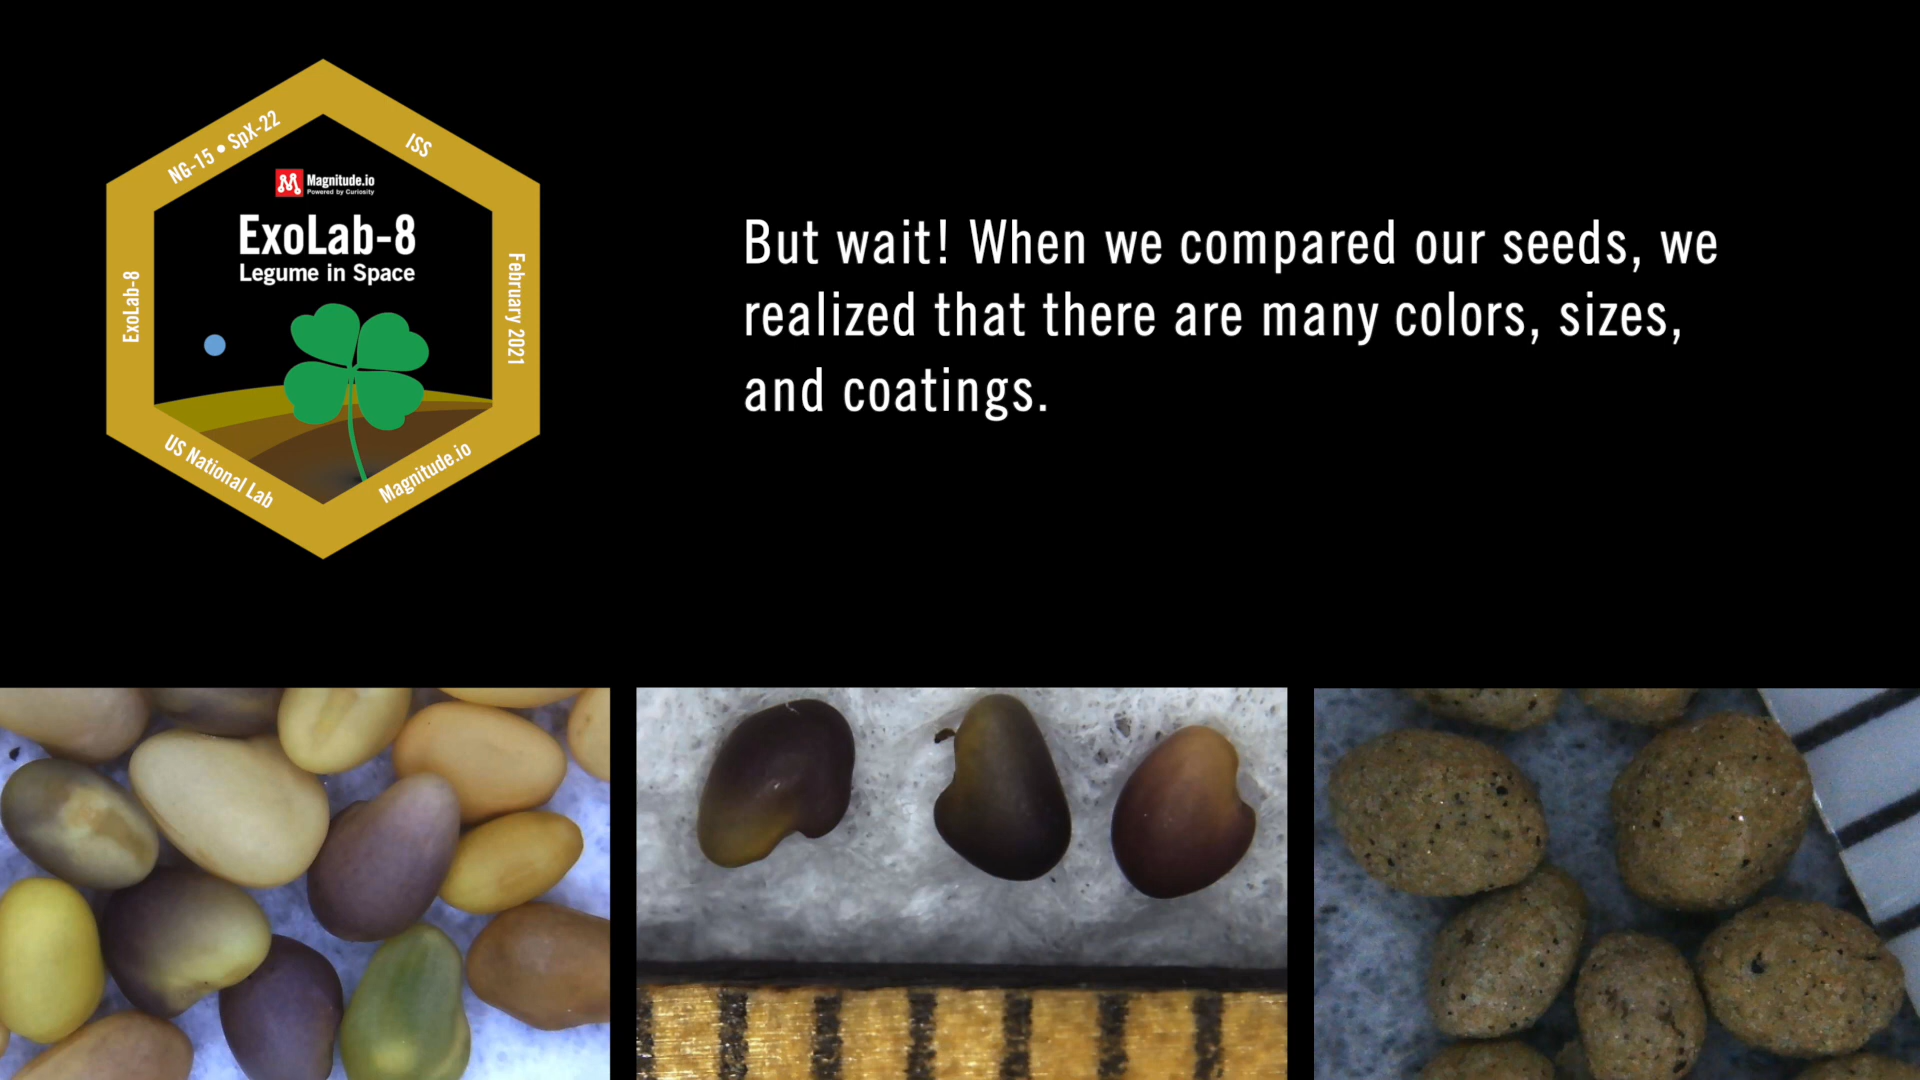 NG-15 • SpX-22
ISS
Magnitude.io
Powered by Curiosity
ExoLab-8
Legume in Space
ExoLab-8
February 2021
US National Lab
Magnitude.io
But wait! When we compared our seeds, we
realized that there are many colors, sizes,
and coatings.